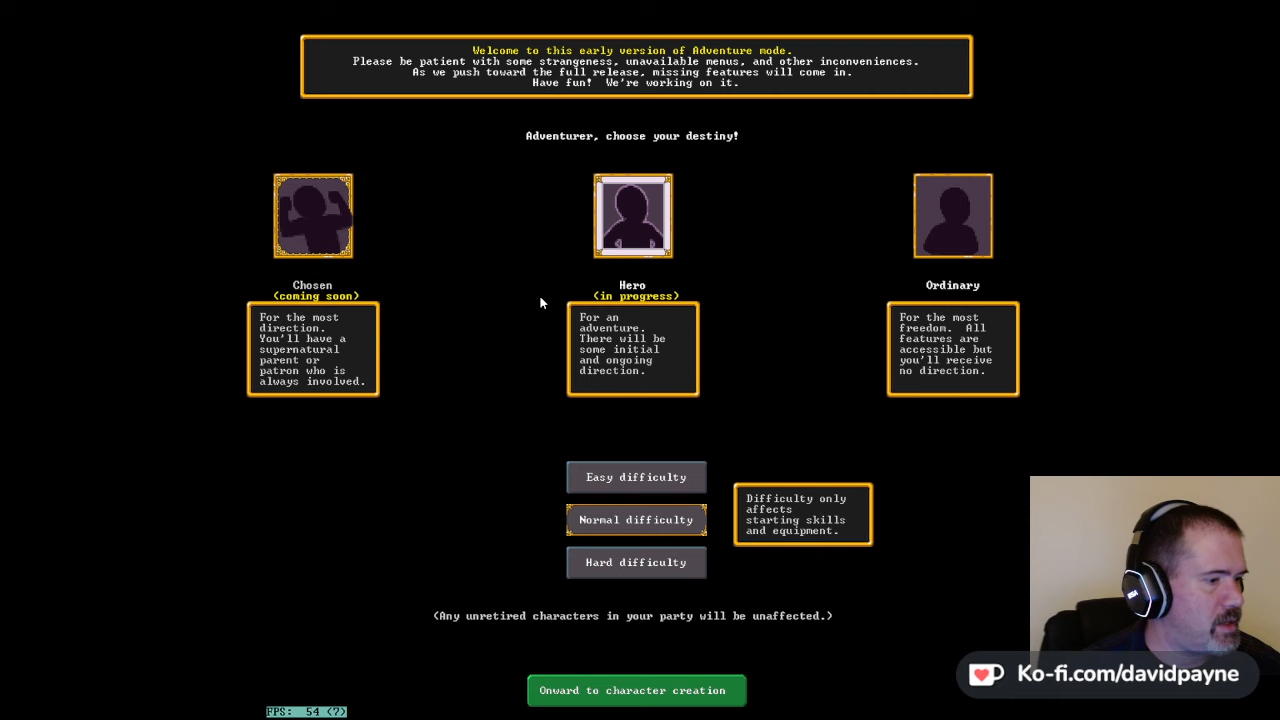 Welcome to this early version of Adventure mode.
Please be patient with some strangeness, unavailable menus, and other inconveniences.
As we push toward the full release, missing features will come in.
Have fun!  We're working on it.
Adventurer, choose your destiny!
Chosen
(coming soon)
For the most
direction.
You'll have a
supernatural
parent or
patron who is
always involved.
Hero
(in progress)
For an
adventure.
There will be
some initial
and ongoing
direction.
Ordinary
For the most
freedom.  All
features are
accessible but
you'll receive
no direction.
Easy difficulty
Normal difficulty
Hard difficulty
Difficulty only
affects
starting skills
and equipment.
(Any unretired characters in your party will be unaffected.)
Onward to character creation
FPS:  54 (7)
Ko-fi.com/davidpayne